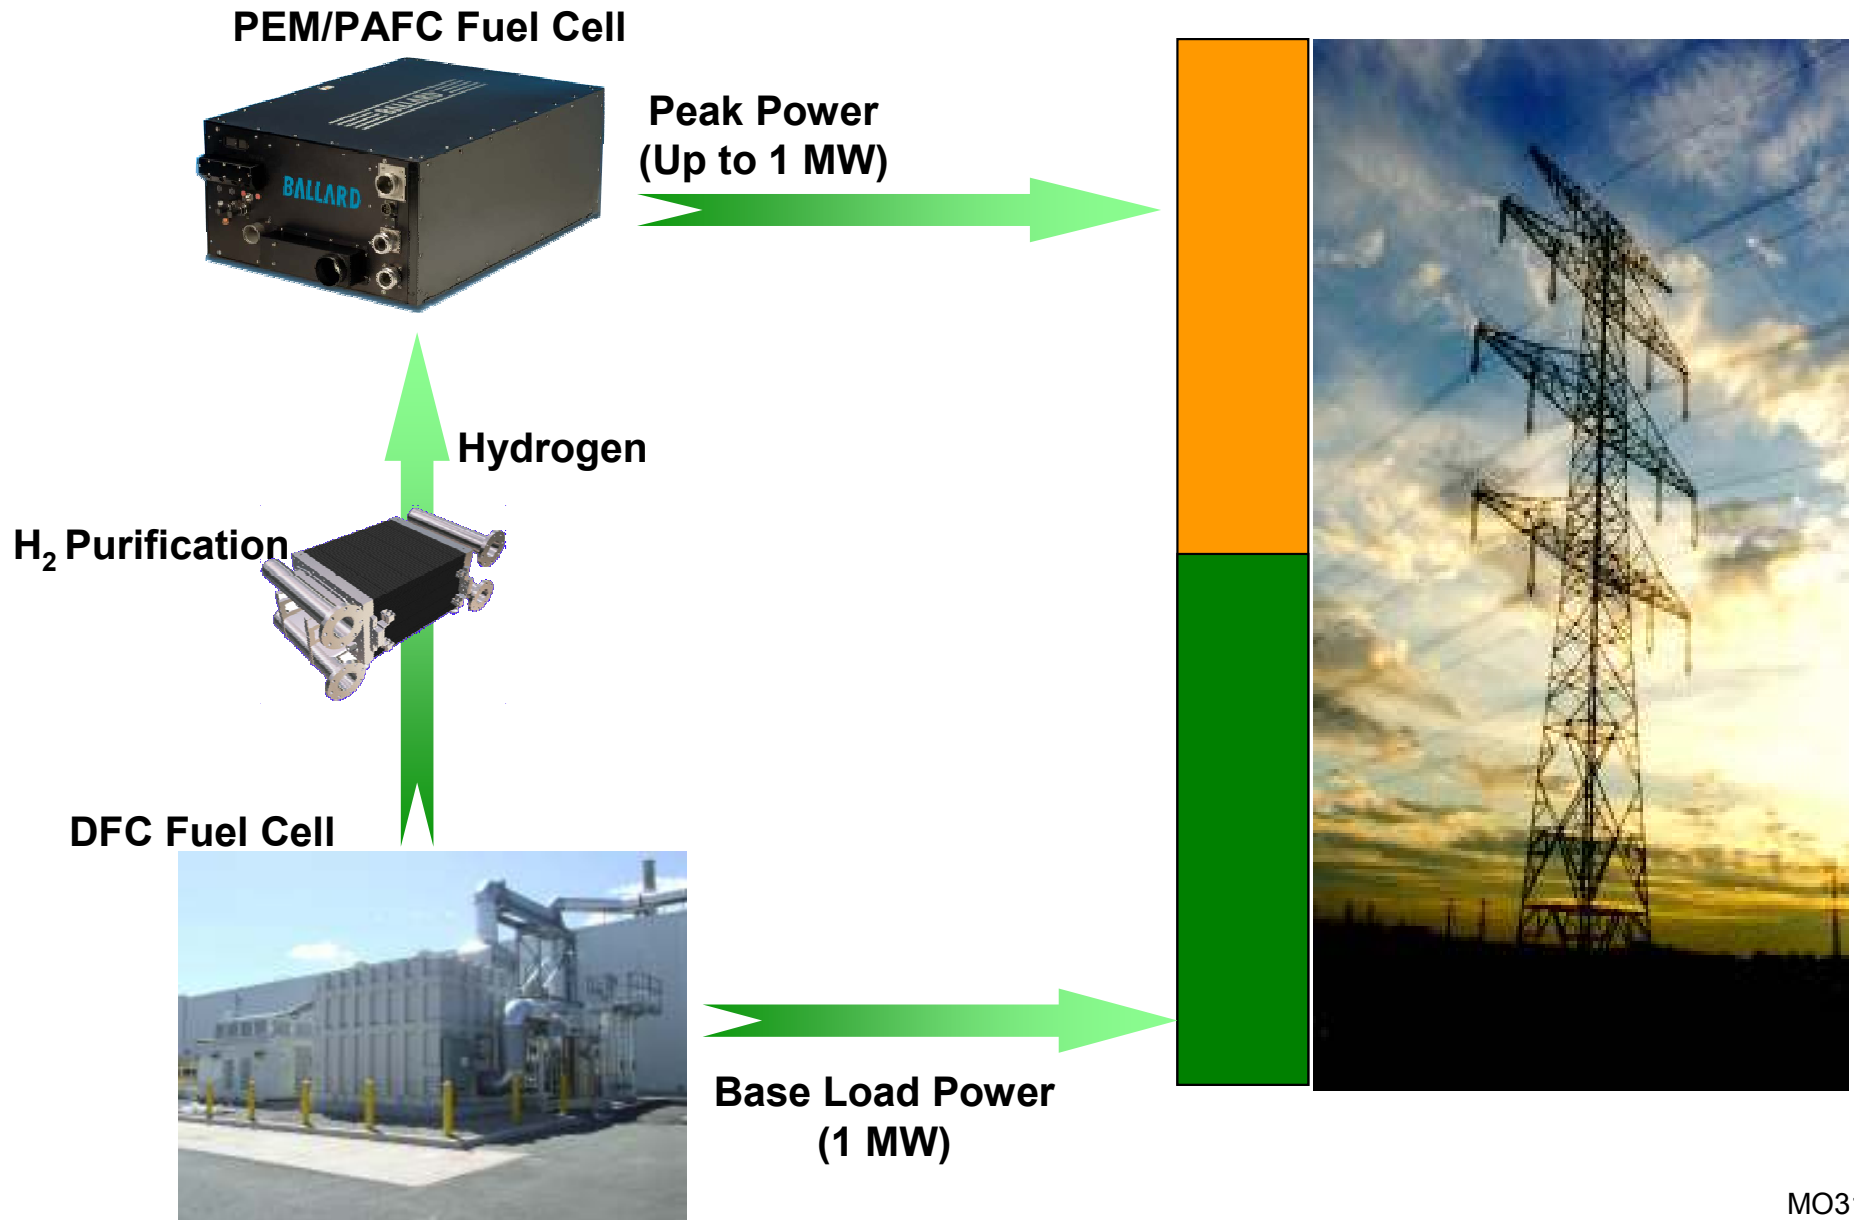 PEM/PAFC Fuel Cell
BALLARD
BALLARD
Peak Power
(Up to 1 MW)
Hydrogen
H₂ Purification
DFC Fuel Cell
Base Load Power
(1 MW)